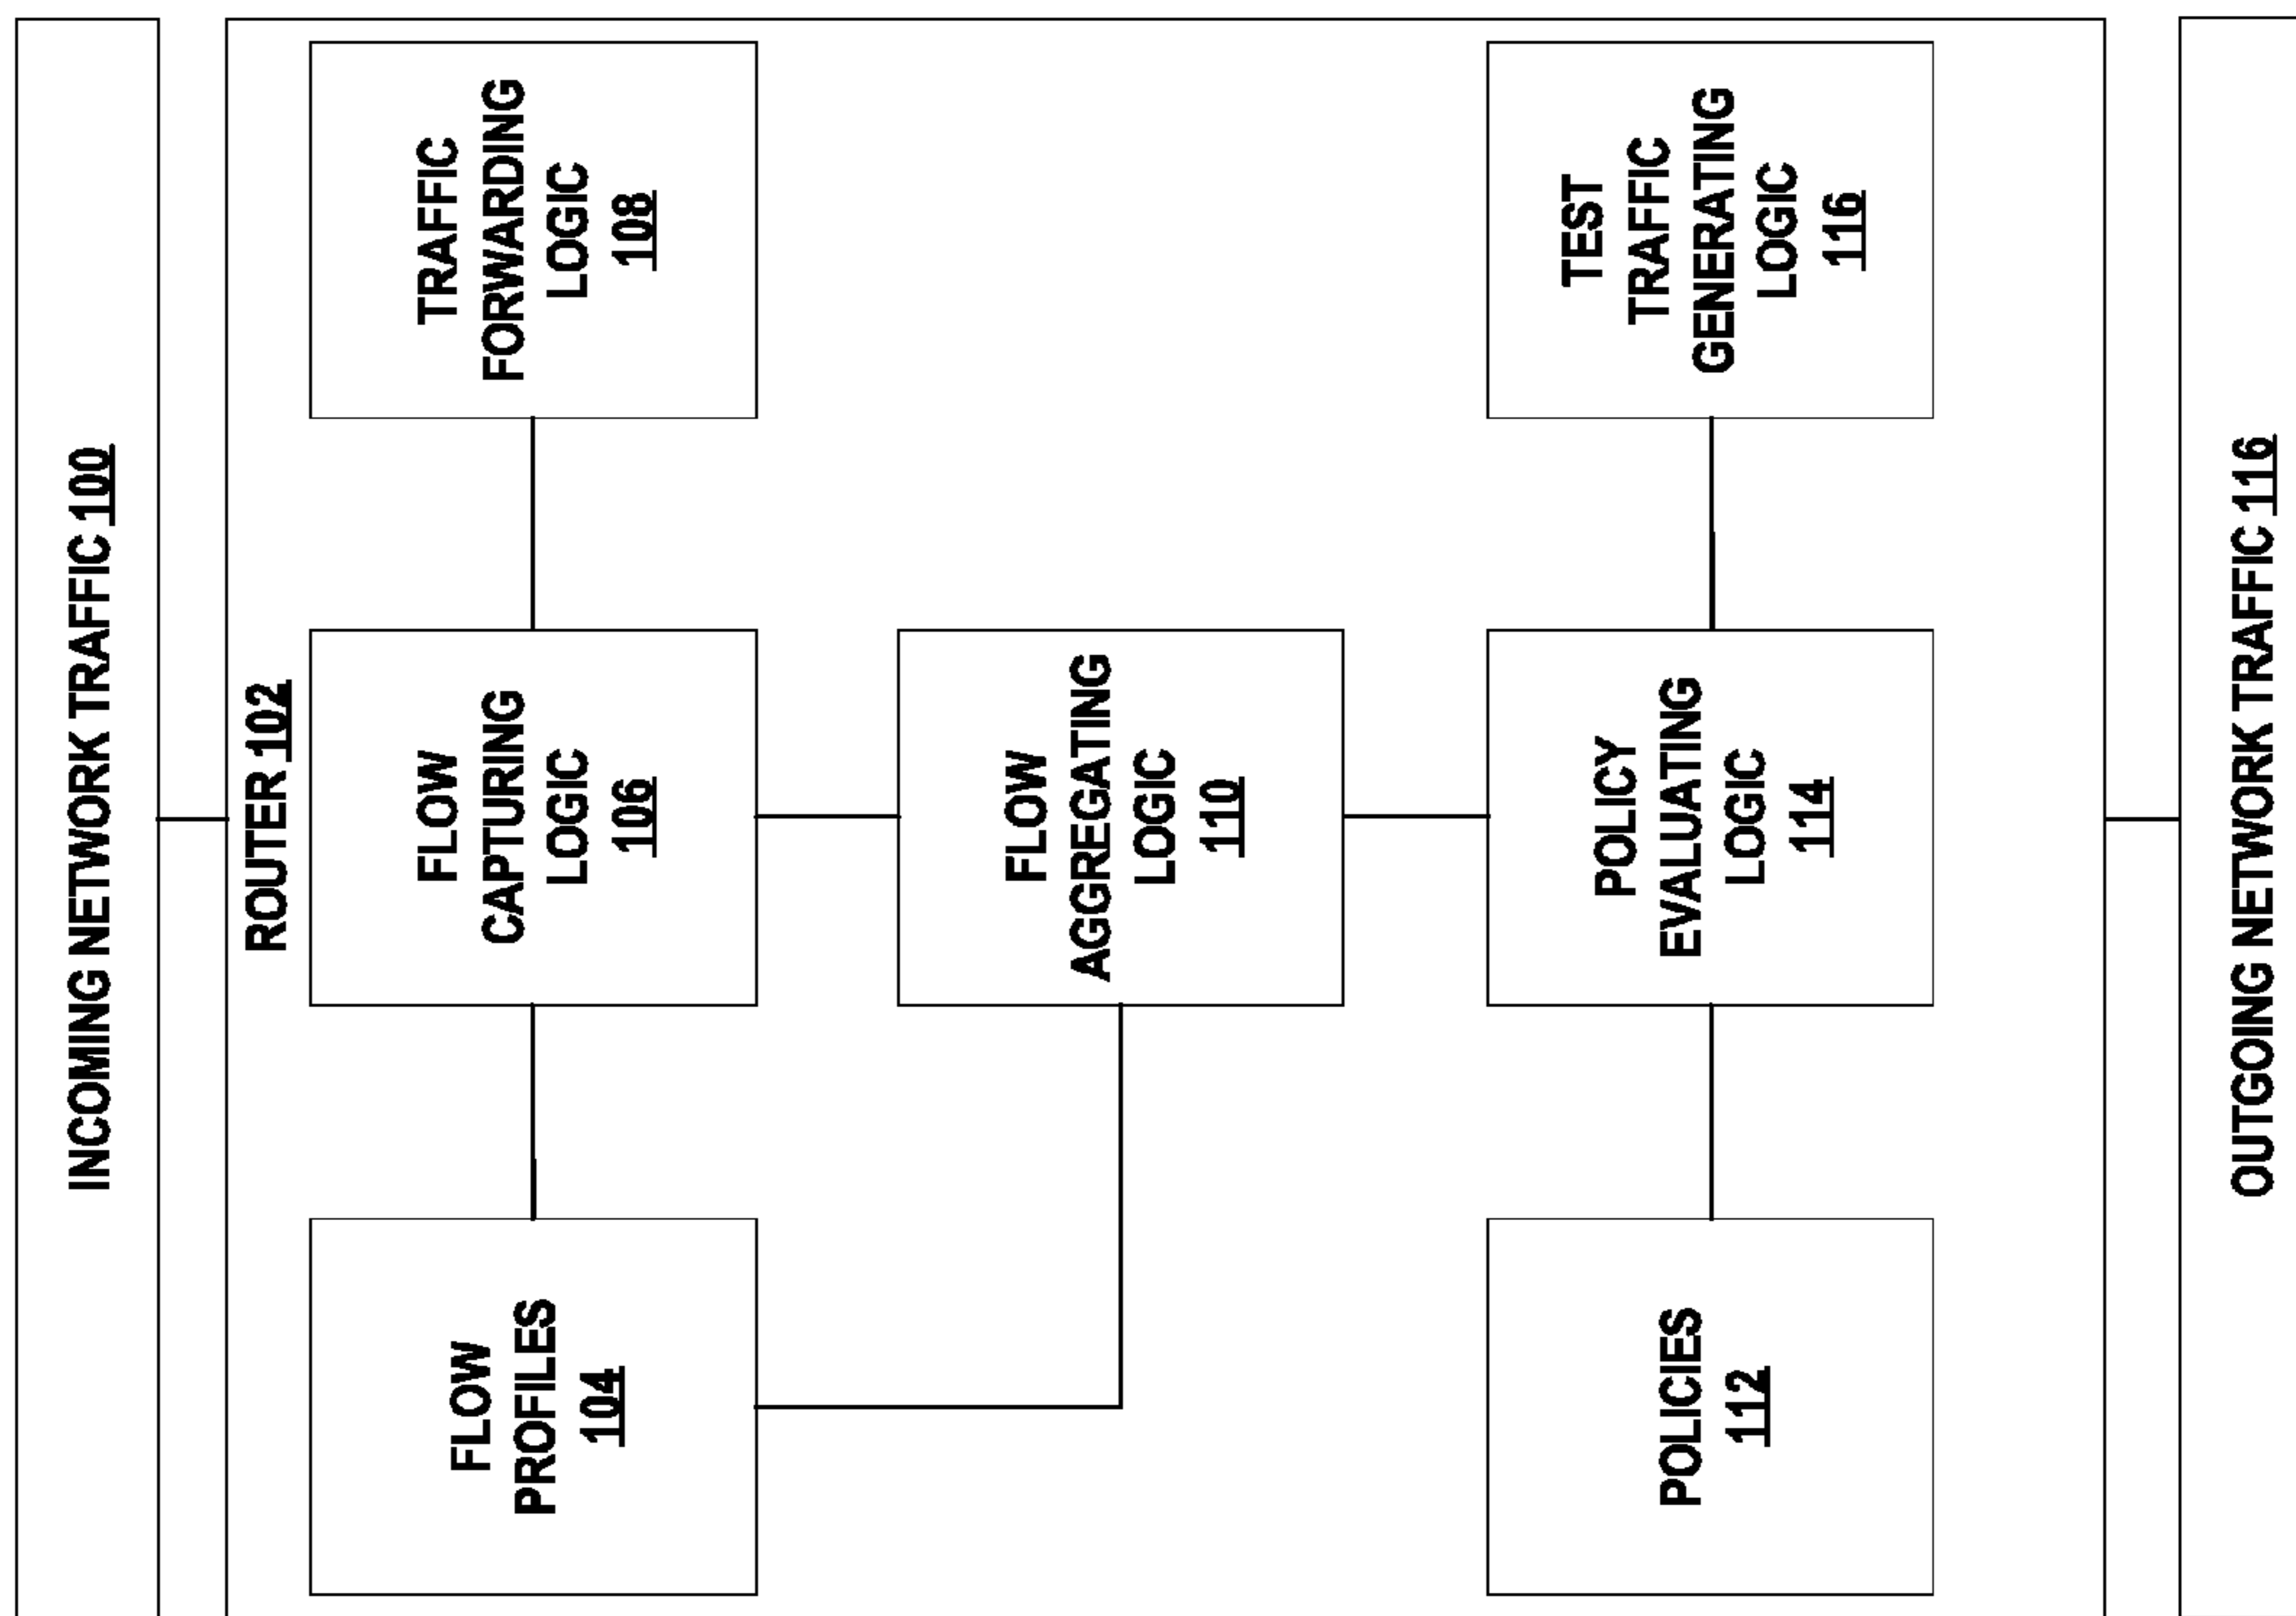 INCOMING NETWORK TRAFFIC 100
ROUTER 102
FLOW
PROFILES
104
FLOW
CAPTURING
LOGIC
106
TRAFFIC
FORWARDING
LOGIC
108
FLOW
AGGREGATING
LOGIC
110
POLICIES
112
POLICY
EVALUATING
LOGIC
114
TEST
TRAFFIC
GENERATING
LOGIC
116
OUTGOING NETWORK TRAFFIC 116